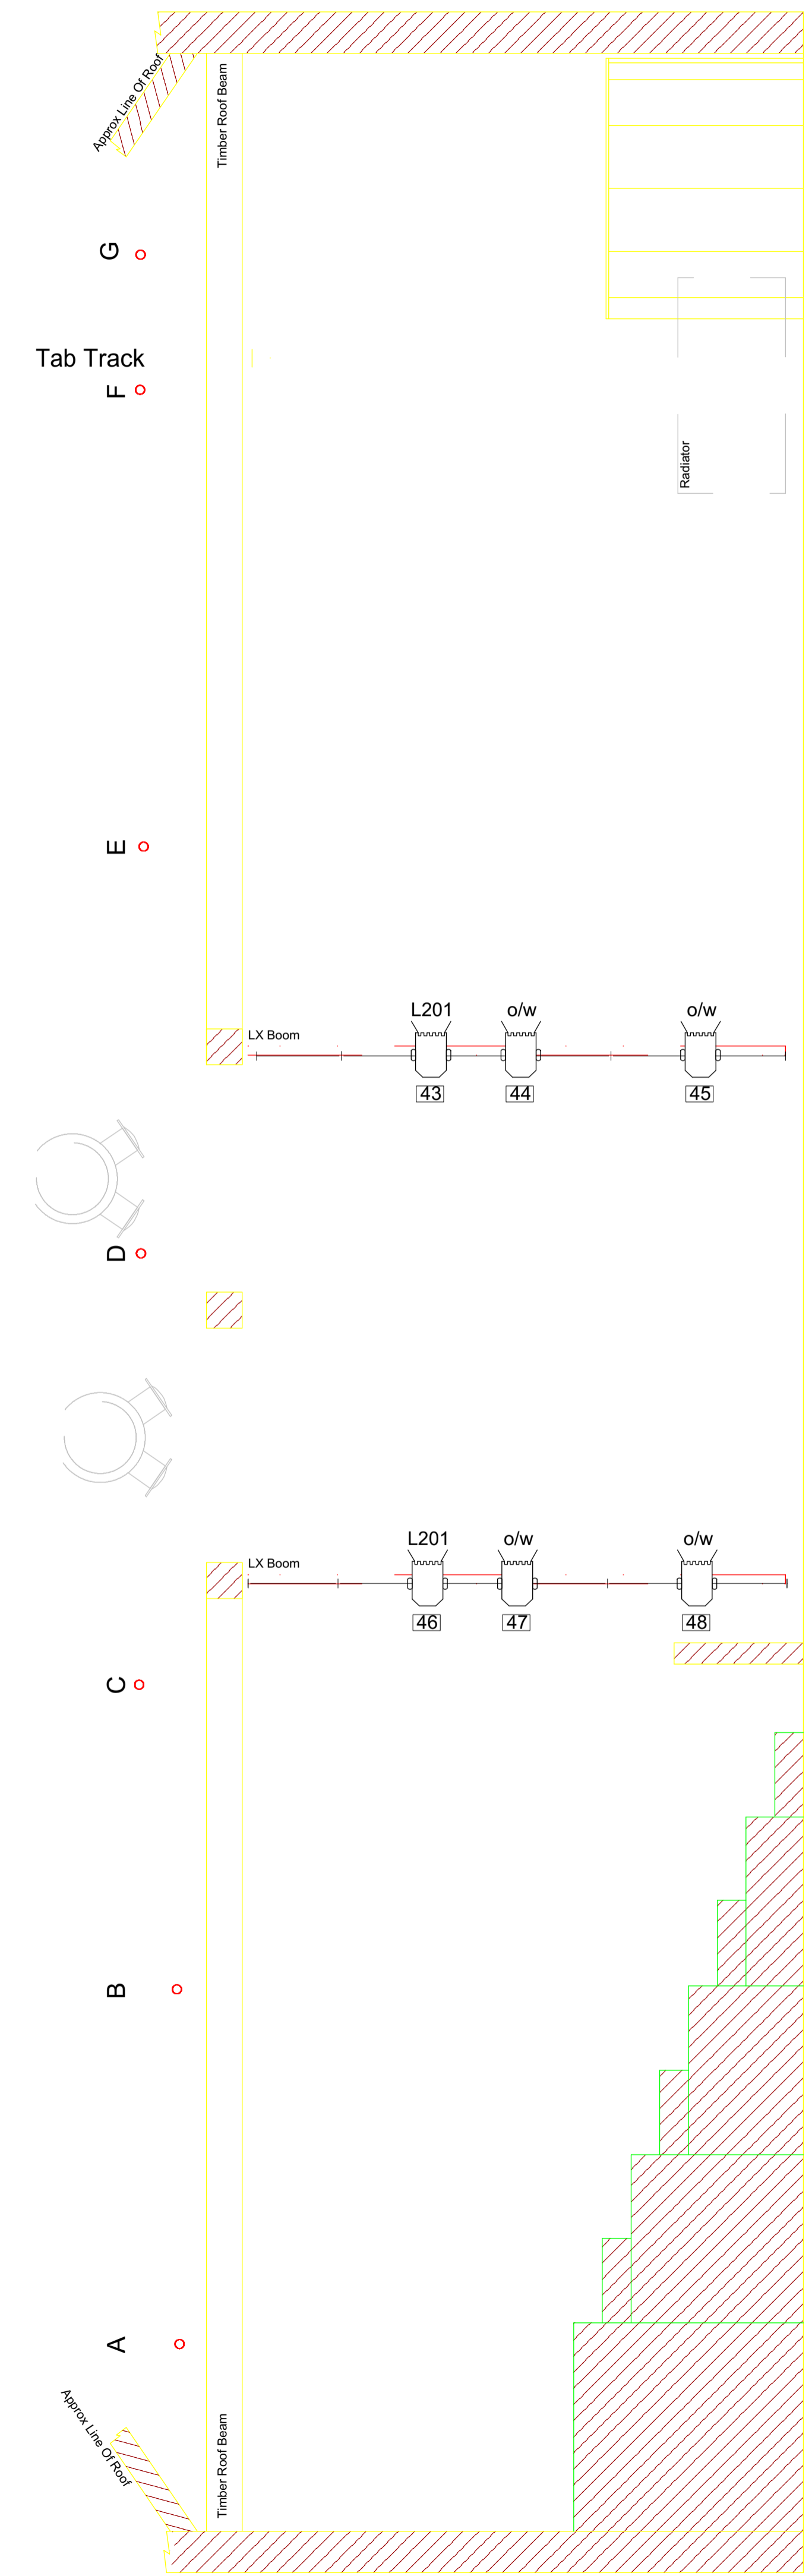 Approx Line Of Roof
Timber Roof Beam
G
Tab Track
F
Radiator
E
L201
o/w
o/w
LX Boom
43
44
45
D
L201
o/w
o/w
LX Boom
46
47
48
C
B
A
Approx Line Of Roof
Timber Roof Beam